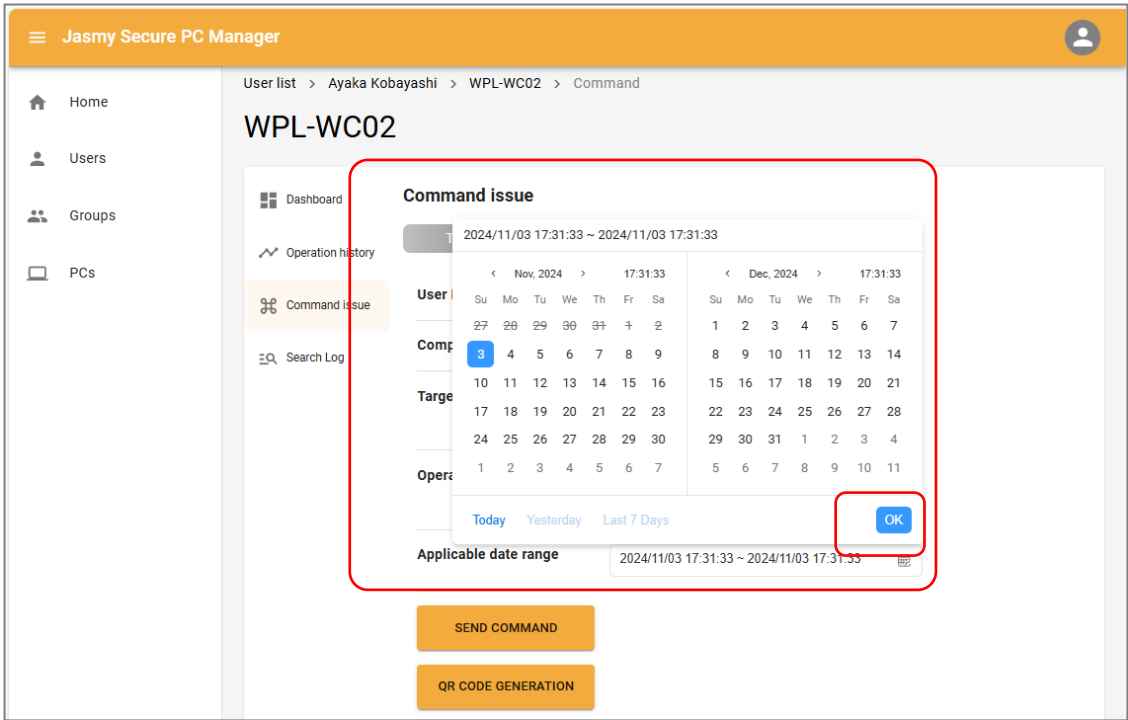 Jasmy Secure PC Manager
User list > Ayaka Kobayashi > WPL-WC02 > Command
WPL-WC02
Home
Users
Groups
PCs
Dashboard
Operation history
Command issue
Search Log
Command issue
2024/11/03 17:31:33 ~ 2024/11/03 17:31:33
< Nov, 2024 > 17:31:33
Su Mo Tu We Th Fr Sa
27 28 29 30 31 1 2
3 4 5 6 7 8 9
10 11 12 13 14 15 16
17 18 19 20 21 22 23
24 25 26 27 28 29 30
1 2 3 4 5 6 7
< Dec, 2024 > 17:31:33
Su Mo Tu We Th Fr Sa
1 2 3 4 5 6 7
8 9 10 11 12 13 14
15 16 17 18 19 20 21
22 23 24 25 26 27 28
29 30 31 1 2 3 4
5 6 7 8 9 10 11
Today Yesterday Last 7 Days OK
User
Applicable date range 2024/11/03 17:31:33 ~ 2024/11/03 17:31:33
SEND COMMAND
QR CODE GENERATION